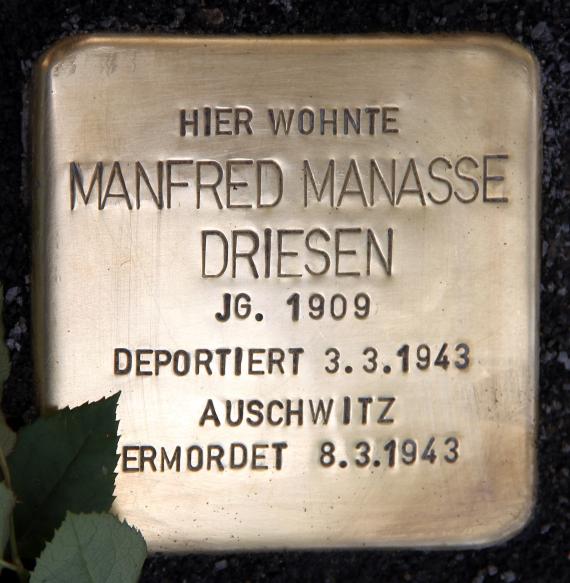 HIER WOHNTE
MANFRED MANASSE
DRIESEN
JG. 1909
DEPORTIERT 3.3.1943
AUSCHWITZ
ERMORDET 8.3.1943